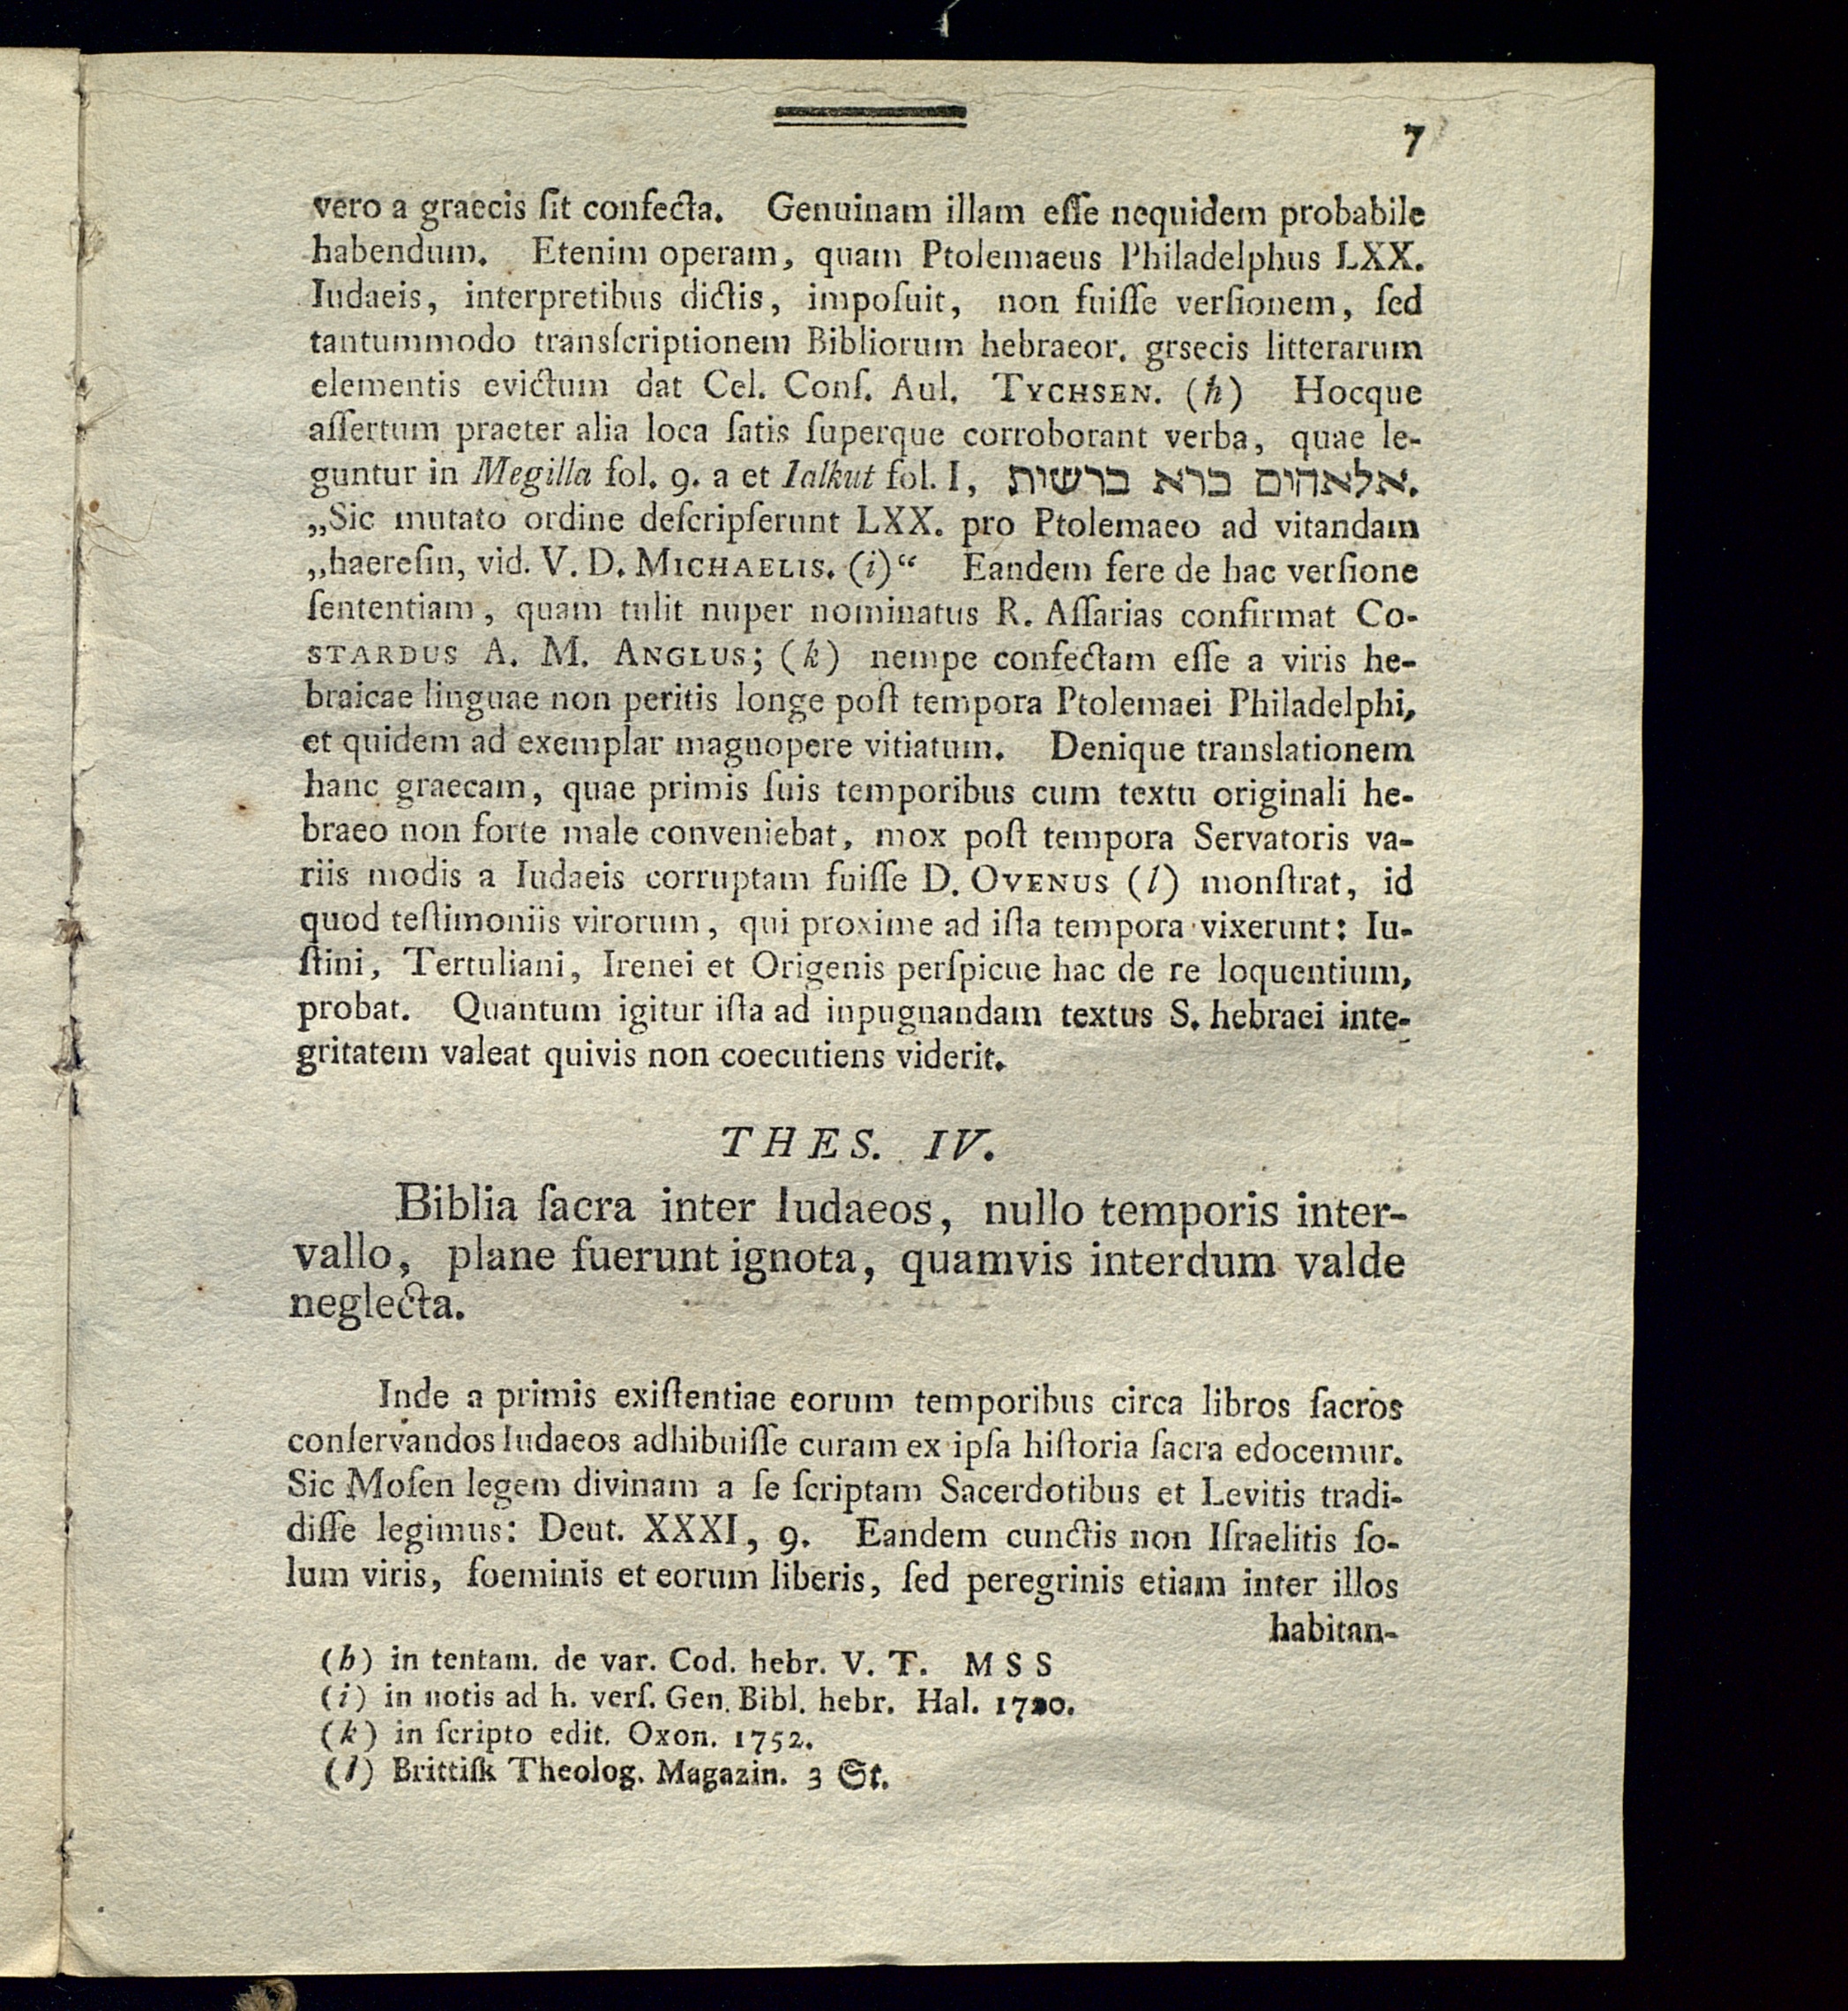 7
vero a graecis ſit confecta. Genuinam illam eſſe nequidem probabile
habendum. Etenim operam, quam Ptolemaeus Philadelphus LXX.
Iudaeis, interpretibus dictis, impoſuit, non fuiſſe verſionem, ſed
tantummodo transſcriptionem Bibliorum hebraeor. grsecis litterarum
elementis evictum dat Cel. Conſ. Aul. TYCHSEN. (h) Hocque
aſſertum praeter alia loca ſatis ſuperque corroborant verba, quae le-
guntur in Megilla fol. 9. a et Ialkut fol. I, אלאהים ברא ברשית.
„Sic mutato ordine deſcripſerunt LXX. pro Ptolemaeo ad vitandam
„haereſin, vid. V. D. MICHAELIS. (i)“ Eandem fere de hac verſione
ſententiam, quam tulit nuper nominatus R. Aſſarias confirmat Co-
STARDUS A. M. ANGLUS; (k) nempe confectam eſſe a viris he-
braicae linguae non peritis longe poſt tempora Ptolemaei Philadelphi,
et quidem ad exemplar magnopere vitiatum. Denique translationem
hanc graecam, quae primis ſuis temporibus cum textu originali he-
braeo non forte male conveniebat, mox poſt tempora Servatoris va-
riis modis a Iudaeis corruptam fuiſſe D. OVENUS (l) monſtrat, id
quod teſtimoniis virorum, qui proxime ad iſta tempora vixerunt: Iu-
ſtini, Tertuliani, Irenei et Origenis perſpicue hac de re loquentium,
probat. Quantum igitur iſta ad inpugnandam textus S. hebraei inte-
gritatem valeat quivis non coecutiens viderit.
THES. IV.
Biblia ſacra inter Iudaeos, nullo temporis inter-
vallo, plane fuerunt ignota, quamvis interdum valde
neglecta.
Inde a primis exiſtentiae eorum temporibus circa libros ſacros
conſervandos Iudaeos adhibuiſſe curam ex ipſa hiſtoria ſacra edocemur.
Sic Moſen legem divinam a ſe ſcriptam Sacerdotibus et Levitis tradi-
diſſe legimus: Deut. XXXI, 9. Eandem cunctis non Iſraelitis ſo-
lum viris, foeminis et eorum liberis, ſed peregrinis etiam inter illos
habitan-
(h) in tentam. de var. Cod. hebr. V. T. MSS
(i) in notis ad h. verſ. Gen. Bibl. hebr. Hal. 1720.
(k) in ſcripto edit. Oxon. 1752.
(l) Brittiſk Theolog. Magazin. 3 St.